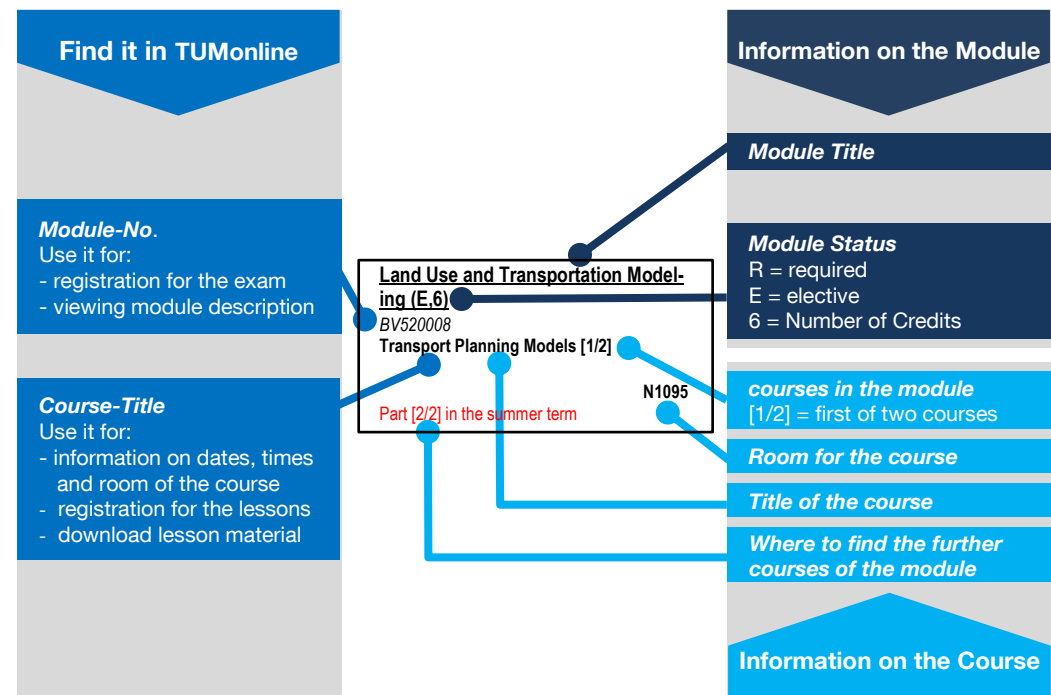 Find it in TUMonline
Module-No.
Use it for:
- registration for the exam
- viewing module description
Course-Title
Use it for:
- information on dates, times
and room of the course
- registration for the lessons
- download lesson material
Land Use and Transportation Model-
ing (E,6)
BV520008
Transport Planning Models [1/2]
N1095
Part [2/2] in the summer term
Information on the Module
Module Title
Module Status
R = required
E = elective
6 = Number of Credits
courses in the module
[1/2] = first of two courses
Room for the course
Title of the course
Where to find the further
courses of the module
Information on the Course